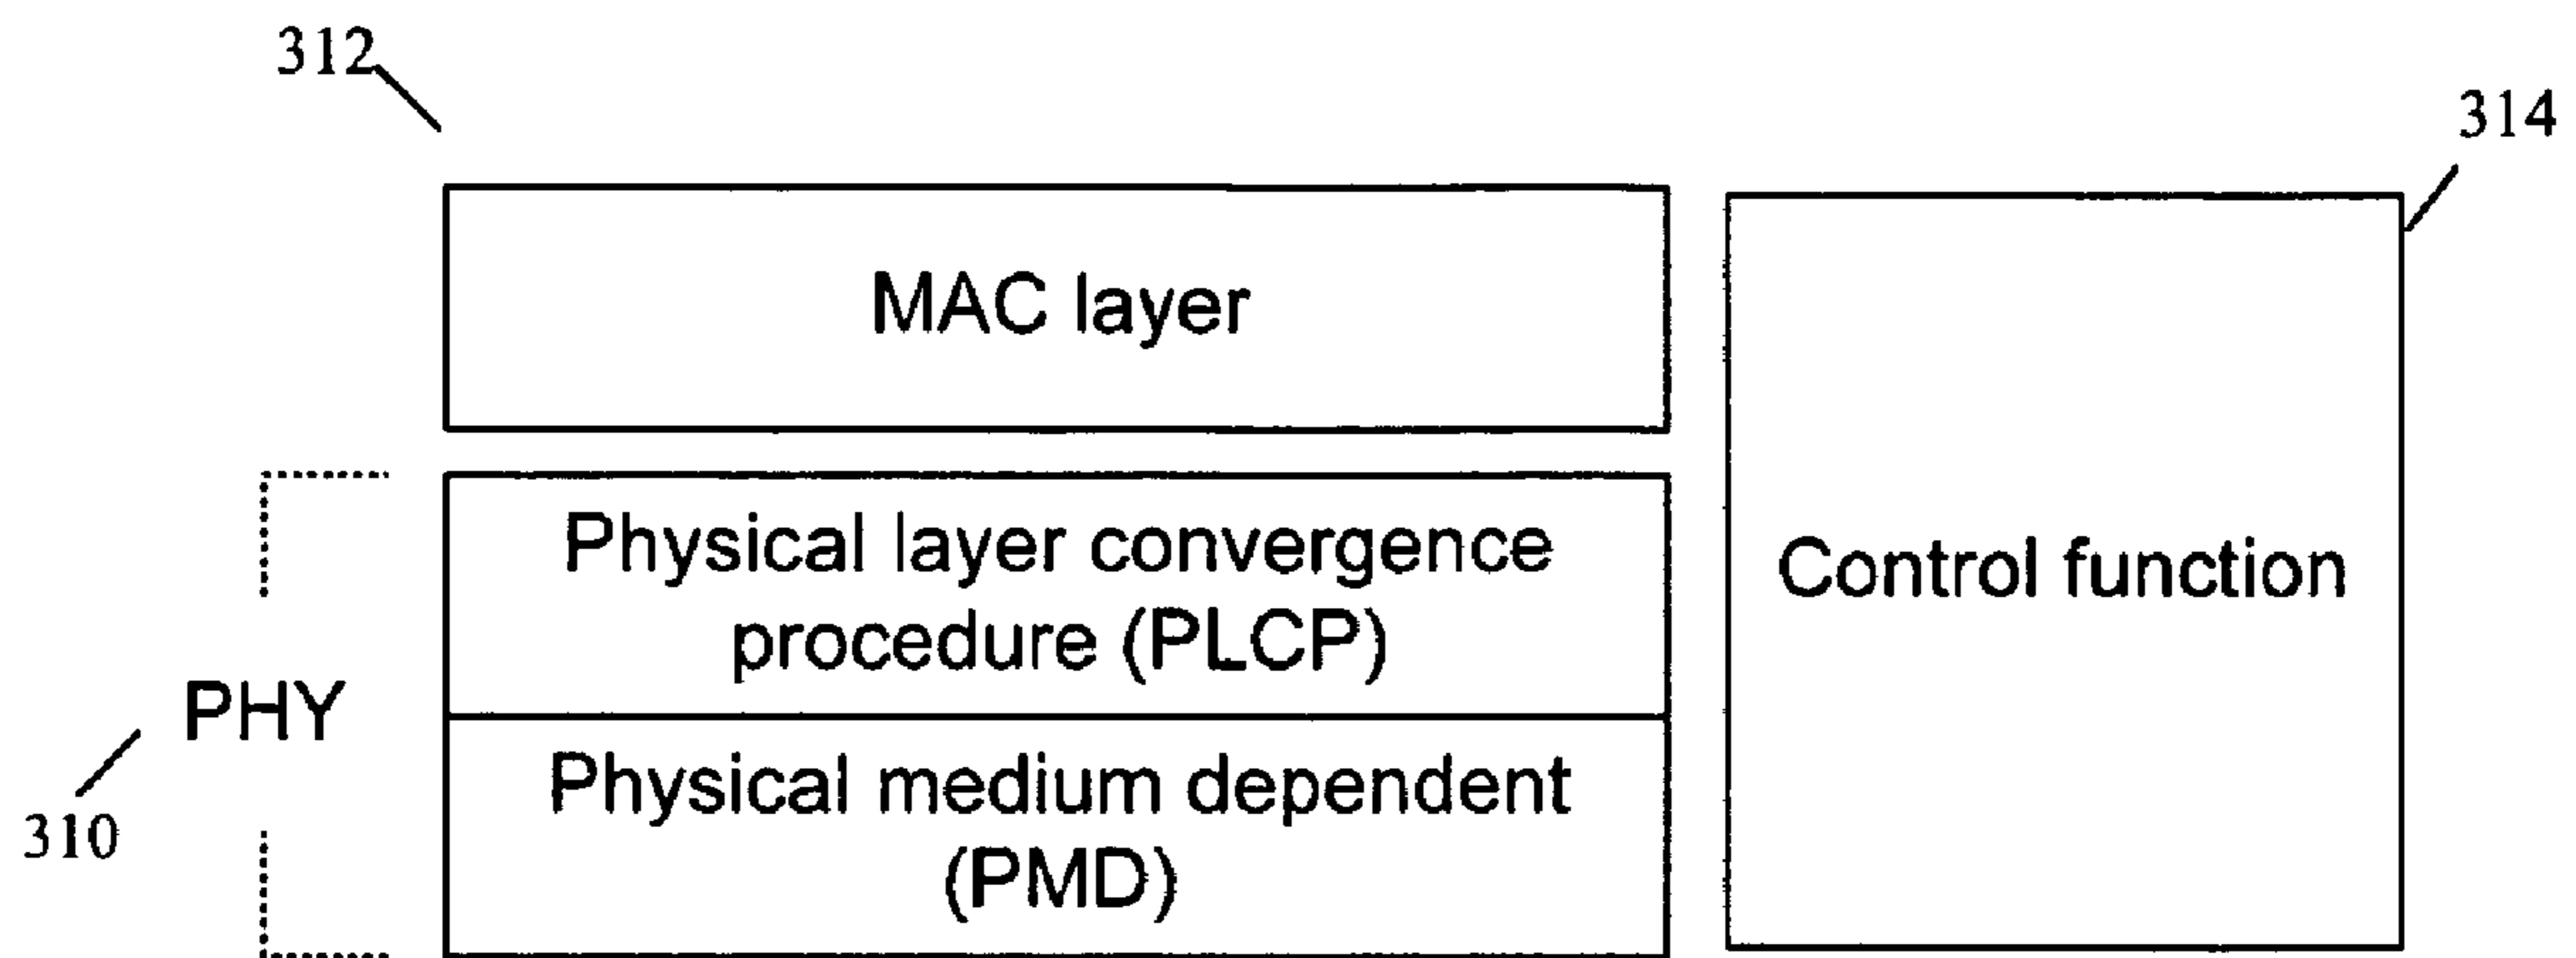 312
314
MAC layer
Physical layer convergence
procedure (PLCP)
Control function
PHY
310
Physical medium dependent
(PMD)